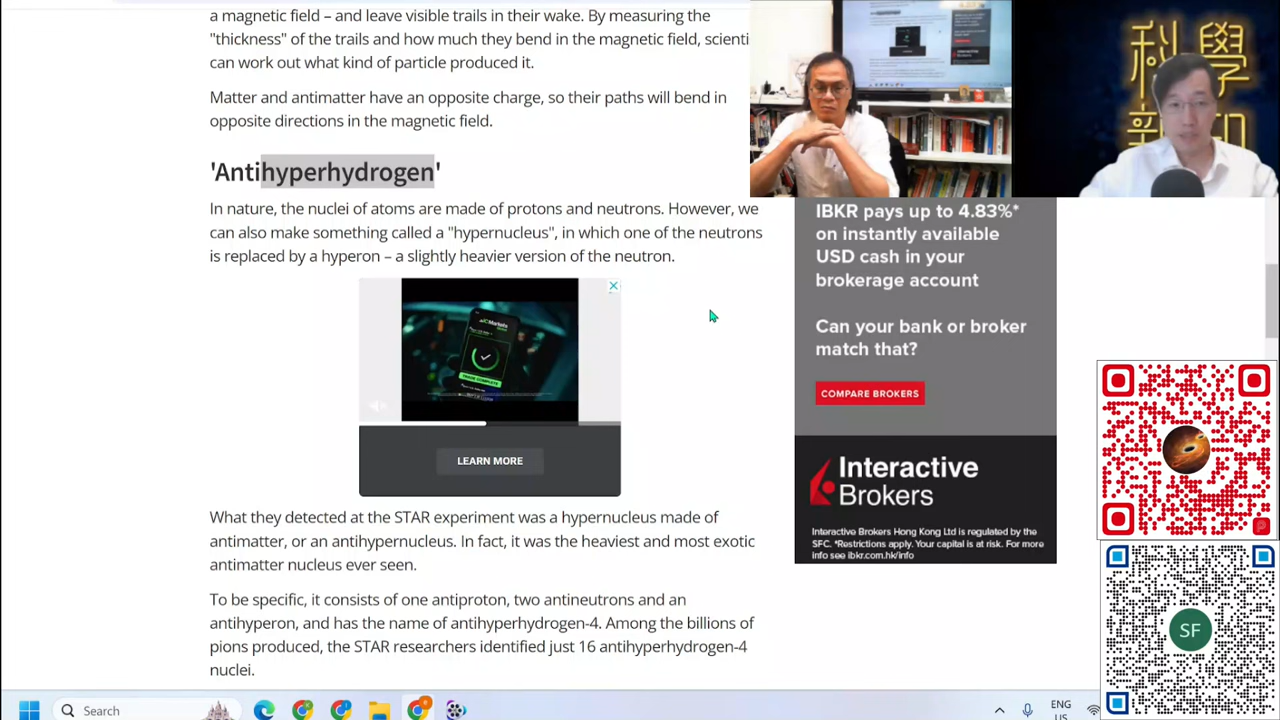 a magnetic field – and leave visible trails in their wake. By measuring the
of the trails and how much they bend in the magnetic field, scienti
can work out what kind of particle produced it.
Matter and antimatter have an opposite charge, so their paths will bend in
opposite directions in the magnetic field.
'Antihyperhydrogen'
In nature, the nuclei of atoms are made of protons and neutrons. However, we
can also make something called a "hypernucleus", in which one of the neutrons
is replaced by a hyperon – a slightly heavier version of the neutron.
LEARN MORE
What they detected at the STAR experiment was a hypernucleus made of
antimatter, or an antihypernucleus. In fact, it was the heaviest and most exotic
antimatter nucleus ever seen.
To be specific, it consists of one antiproton, two antineutrons and an
antihyperon, and has the name of antihyperhydrogen-4. Among the billions of
pions produced, the STAR researchers identified just 16 antihyperhydrogen-4
nuclei.
科學
新知
IBKR pays up to 4.83%*
on instantly available
USD cash in your
brokerage account
Can your bank or broker
match that?
COMPARE BROKERS
Interactive
Brokers
Interactive Brokers Hong Kong Ltd is regulated by the
SFC. *Restrictions apply. Your capital is at risk. For more
info see ibkr.com.hk/info
SF
Search
ENG
US